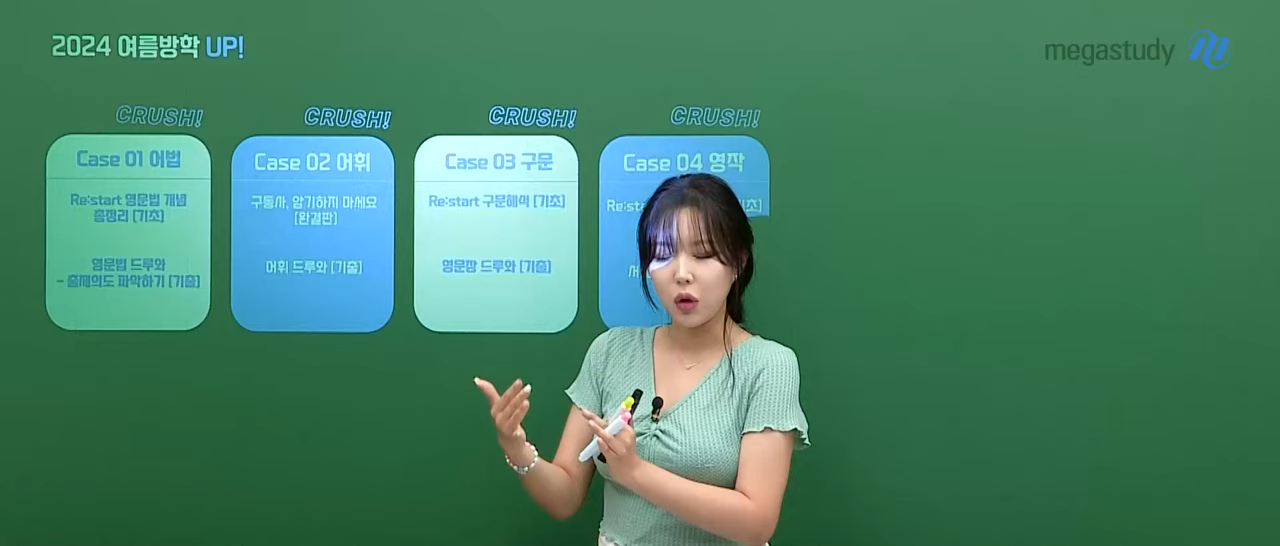 2024 여름방학 UP!
megastudy
CRUSH!
Case 01 어법
Re:start 영문법 개념
총정리 [기초]
영문법 드루와
- 출제의도 파악하기 [기출]
CRUSH!
Case 02 어휘
구동사, 암기하지 마세요
[완결판]
어휘 드루와 [기출]
CRUSH!
Case 03 구문
Re:start 구문해석 [기초]
영문장 드루와 [기출]
CRUSH!
Case 04 영작